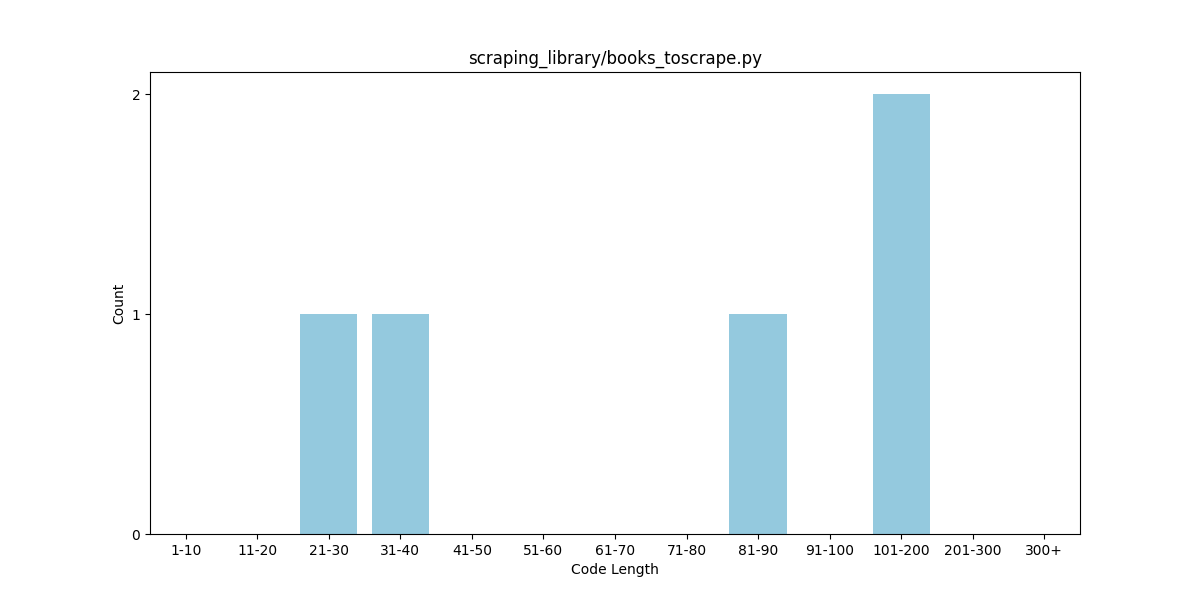 scraping_library/books_toscrape.py
2
1
0
Count
1-10 11-20 21-30 31-40 41-50 51-60 61-70 71-80 81-90 91-100 101-200 201-300 300+
Code Length